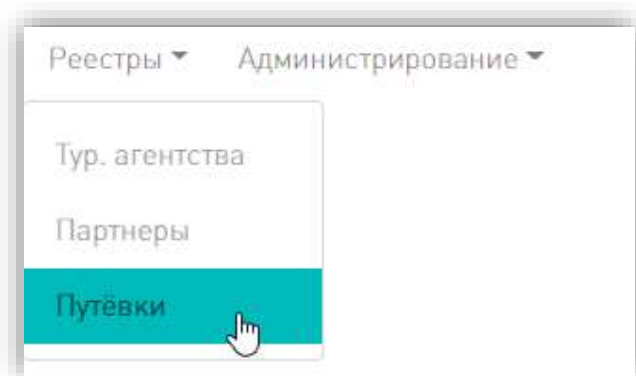 Реестры Администрирование
Тур. агентства
Партнеры
Путёвки